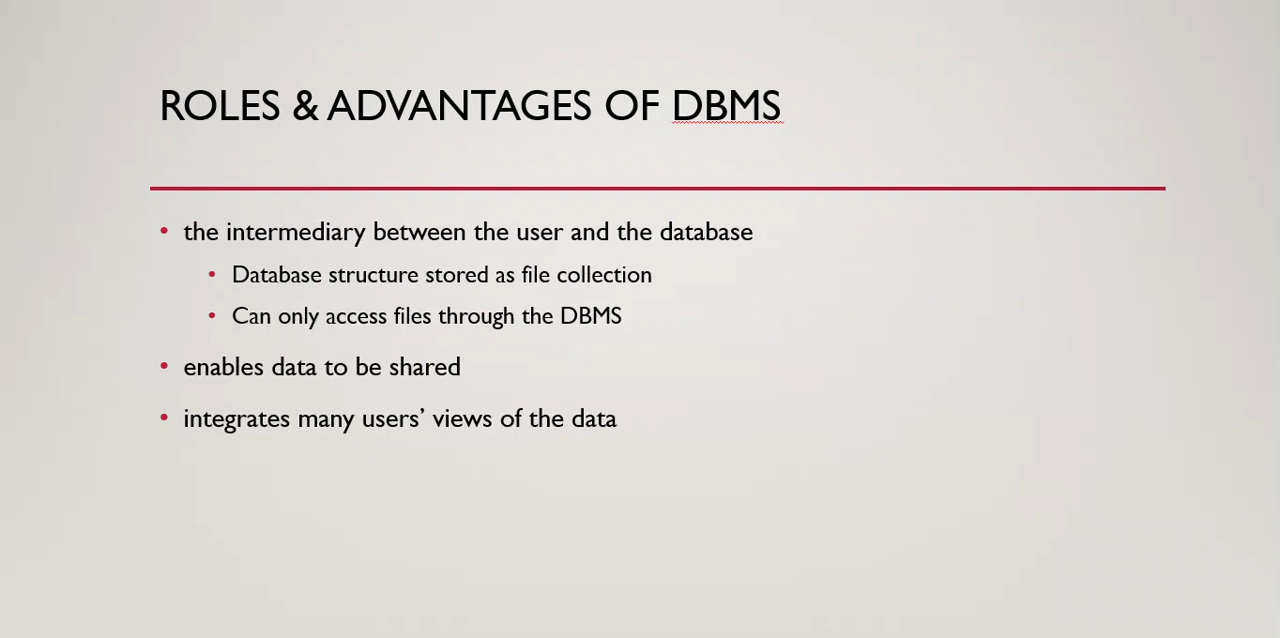 ROLES & ADVANTAGES OF DBMS
• the intermediary between the user and the database
• Database structure stored as file collection
• Can only access files through the DBMS
• enables data to be shared
• integrates many users’ views of the data